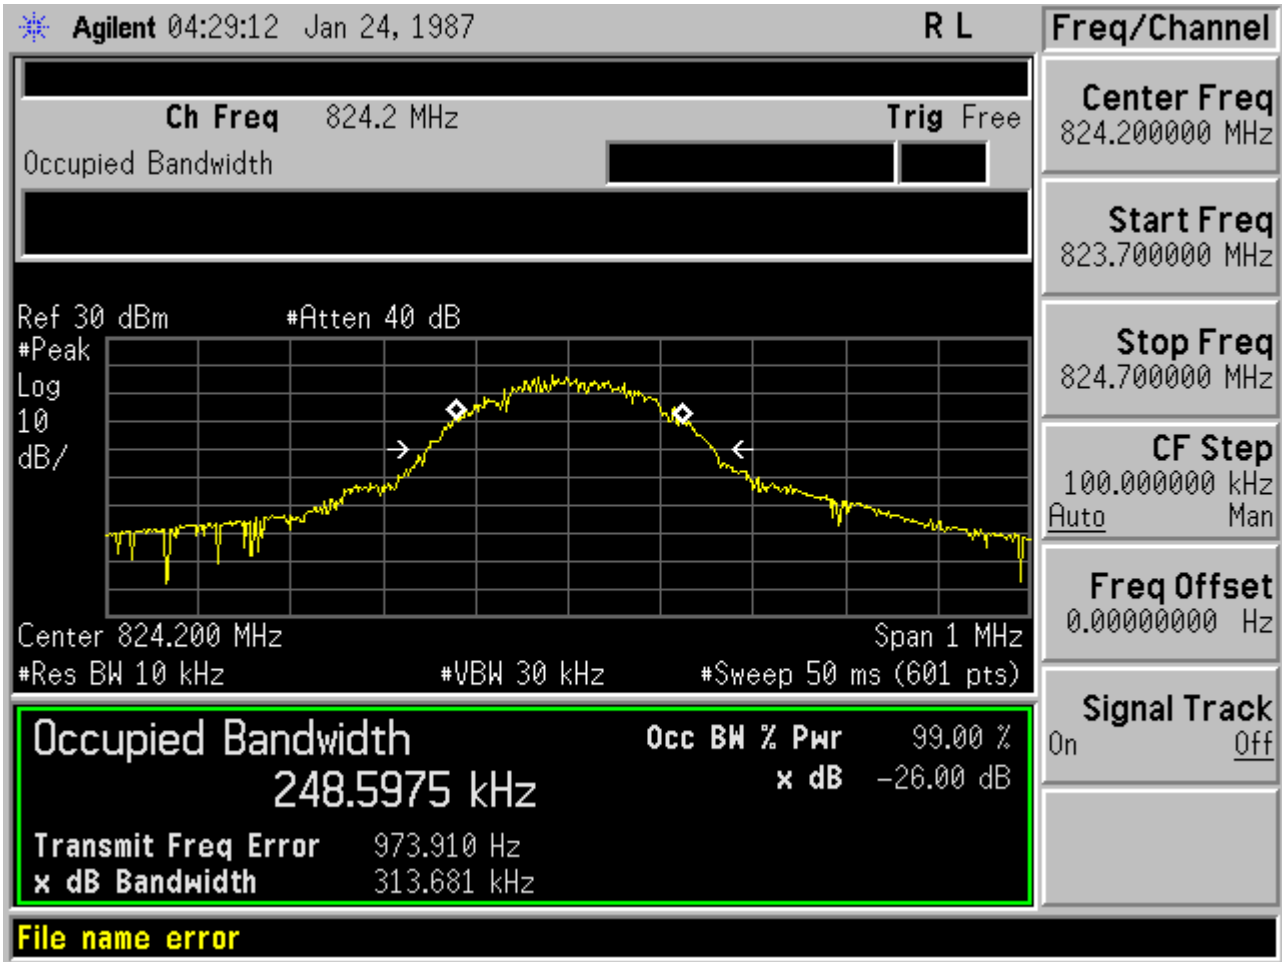 Agilent 04:29:12 Jan 24, 1987 R L
Freq/Channel
Ch Freq 824.2 MHz Trig Free
Occupied Bandwidth
Center Freq
824.200000 MHz
Start Freq
823.700000 MHz
Stop Freq
824.700000 MHz
CF Step
100.000000 kHz
Auto Man
Freq Offset
0.00000000 Hz
Signal Track
On Off
Ref 30 dBm #Atten 40 dB
#Peak
Log
10
dB/
Center 824.200 MHz Span 1 MHz
#Res BW 10 kHz #VBW 30 kHz #Sweep 50 ms (601 pts)
Occupied Bandwidth Occ BW % Pwr 99.00 %
248.5975 kHz x dB -26.00 dB
Transmit Freq Error 973.910 Hz
x dB Bandwidth 313.681 kHz
File name error